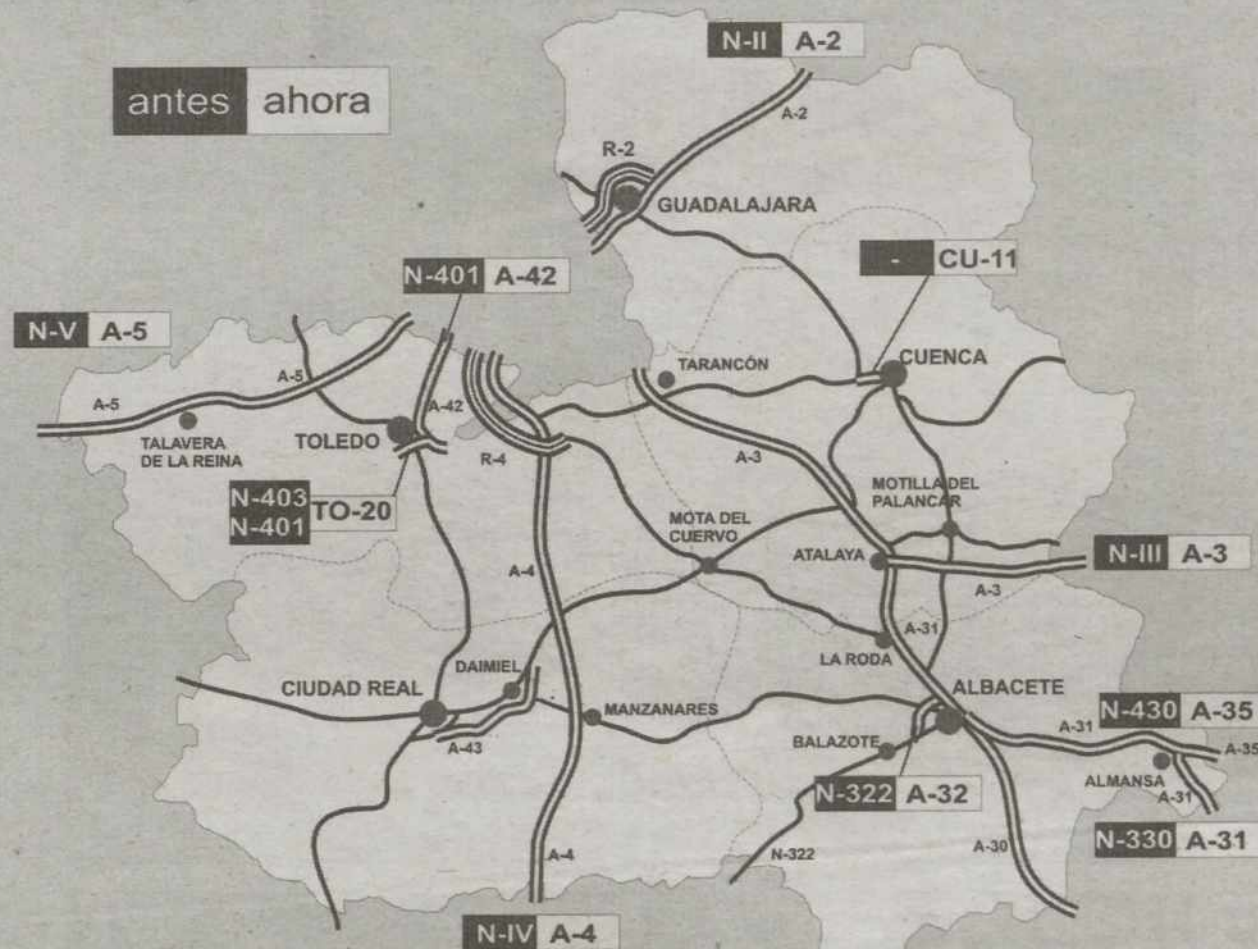 N-II A-2
antes ahora
A-2
R-2
GUADALAJARA
N-401 A-42
- CU-11
N-V A-5
TARANCÓN
CUENCA
A-5
A-5
A-42
TALAVERA
DE LA REINA
TOLEDO
R-4
A-3
MOTILLA DEL
PALANCAR
N-403
N-401
TO-20
MOTA DEL
CUERVO
ATALAYA
N-III A-3
A-4
A-3
A-31
LA RODA
DAIMIEL
CIUDAD REAL
ALBACETE
MANZANARES
A-31
N-430 A-35
A-43
BALAZOTE
A-35
ALMANSA
N-322 A-32
A-31
N-330 A-31
A-30
N-322
A-4
N-IV A-4